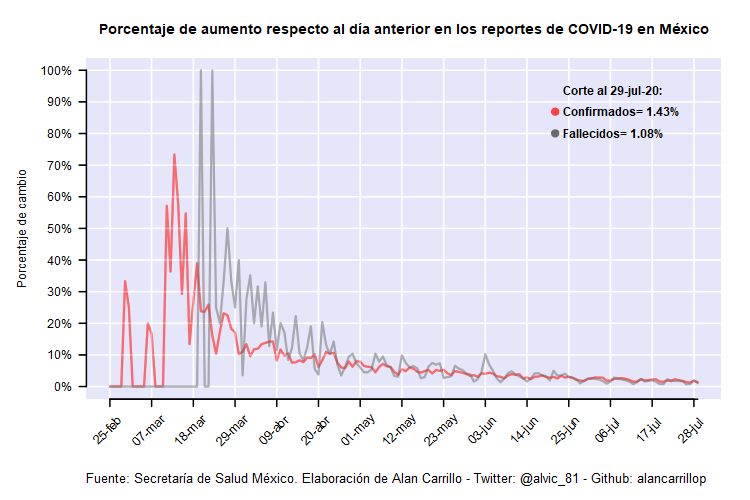 Porcentaje de aumento respecto al día anterior en los reportes de COVID-19 en México
Corte al 29-jul-20:
Confirmados= 1.43%
Fallecidos= 1.08%
Porcentaje de cambio
100%
90%
80%
70%
60%
50%
40%
30%
20%
10%
0%
25-feb
07-mar
18-mar
29-mar
09-abr
20-abr
01-may
12-may
23-may
03-jun
14-jun
25-jun
06-jul
17-jul
28-jul
Fuente: Secretaría de Salud México. Elaboración de Alan Carrillo - Twitter: @alvic_81 - Github: alancarrillop